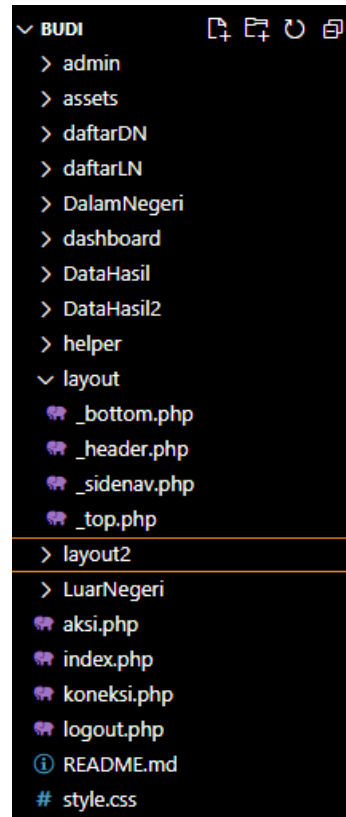 BUDI
admin
assets
daftarDN
daftarLN
DalamNegeri
dashboard
DataHasil
DataHasil2
helper
layout
_bottom.php
_header.php
_sidenav.php
_top.php
layout2
LuarNegeri
aksi.php
index.php
koneksi.php
logout.php
README.md
# style.css